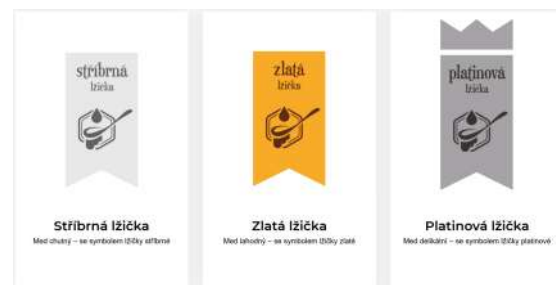 stříbrná
lžička
Stříbrná lžička
Med chutný – se symbolem lžičky stříbrné
zlatá
lžička
Zlatá lžička
Med lahodný – se symbolem lžičky zlaté
platinová
lžička
Platinová lžička
Med delikátní – se symbolem lžičky platinové